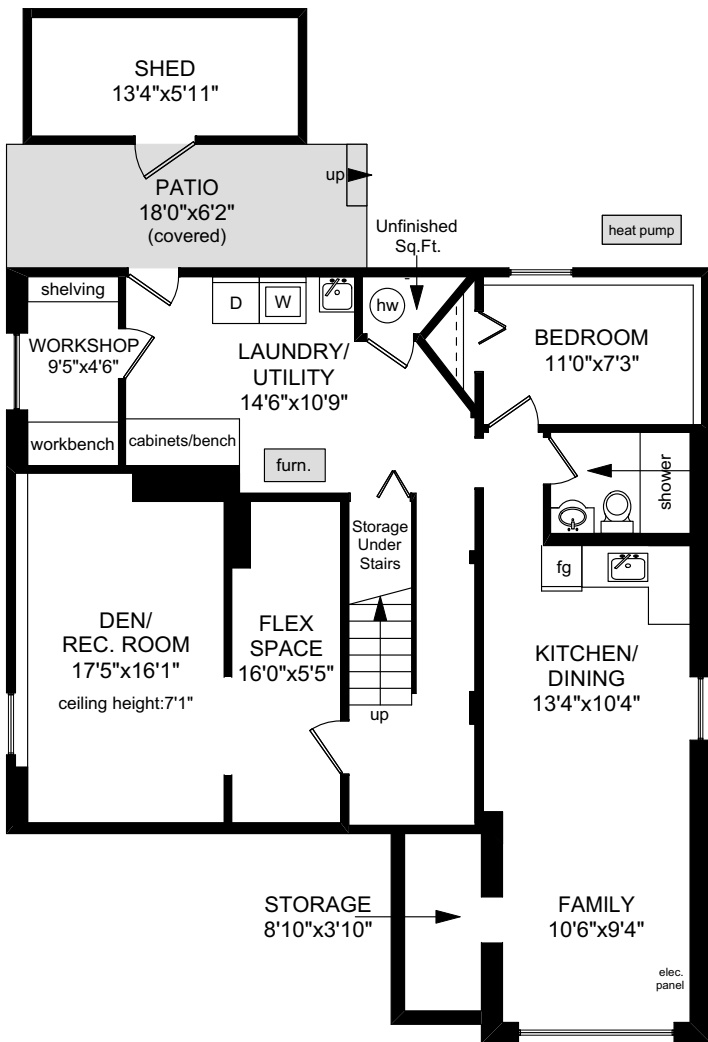 SHED
13'4"x5'11"
up
PATIO
18'0"x6'2"
(covered)
Unfinished
Sq.Ft.
heat pump
shelving
D
W
hw
WORKSHOP
9'5"x4'6"
LAUNDRY/
UTILITY
14'6"x10'9"
BEDROOM
11'0"x7'3"
workbench
cabinets/bench
furn.
shower
Storage
Under
Stairs
fg
DEN/
REC. ROOM
17'5"x16'1"
ceiling height:7'1"
FLEX
SPACE
16'0"x5'5"
KITCHEN/
DINING
13'4"x10'4"
up
STORAGE
8'10"x3'10"
FAMILY
10'6"x9'4"
elec.
panel